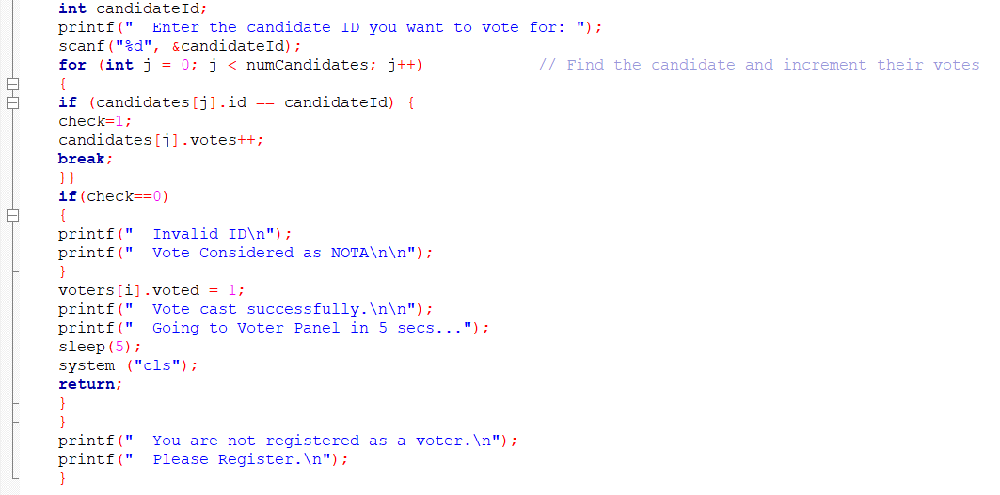 int candidateId;
printf("  Enter the candidate ID you want to vote for: ");
scanf("%d", &candidateId);
for (int j = 0; j < numCandidates; j++)            // Find the candidate and increment their votes
{
if (candidates[j].id == candidateId) {
check=1;
candidates[j].votes++;
break;
}}
if(check==0)
{
printf("  Invalid ID\n");
printf("  Vote Considered as NOTA\n\n");
}
voters[i].voted = 1;
printf("  Vote cast successfully.\n\n");
printf("  Going to Voter Panel in 5 secs...");
sleep(5);
system ("cls");
return;
}
}
printf("  You are not registered as a voter.\n");
printf("  Please Register.\n");
}